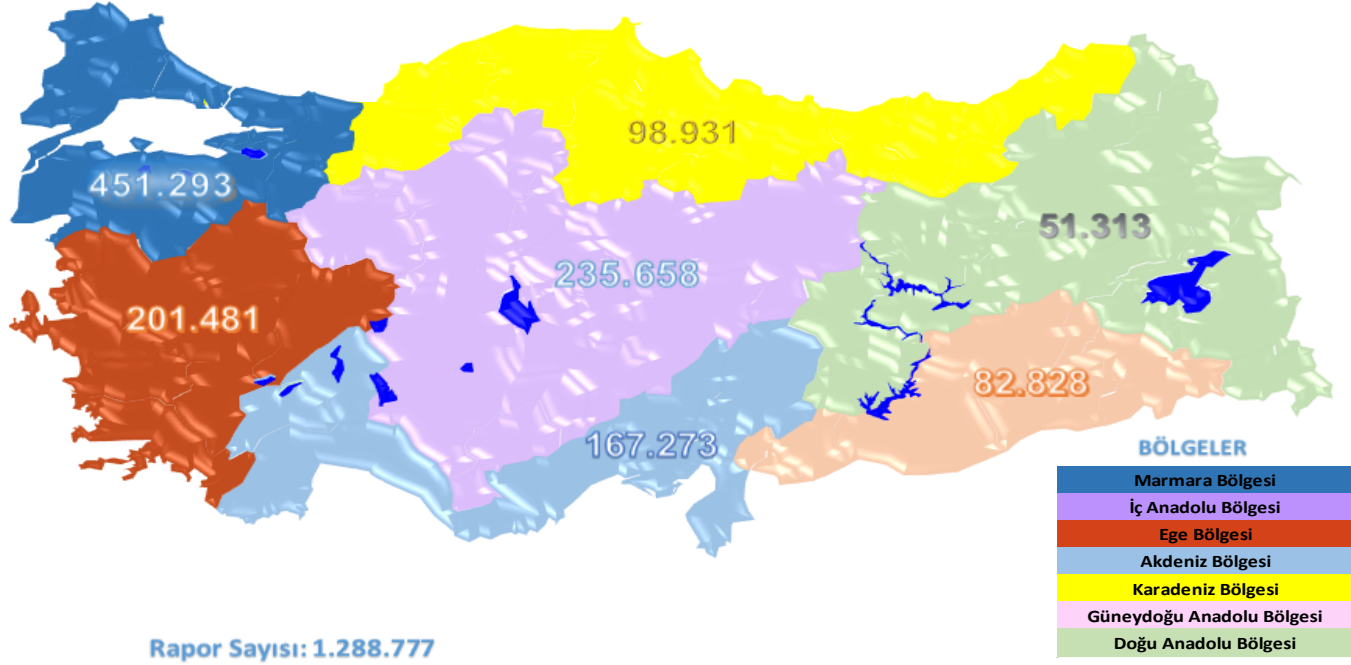 98.931
451.293
51.313
235.658
201.481
82.828
167.273
BÖLGELER
Marmara Bölgesi
İç Anadolu Bölgesi
Ege Bölgesi
Akdeniz Bölgesi
Karadeniz Bölgesi
Güneydoğu Anadolu Bölgesi
Doğu Anadolu Bölgesi
Rapor Sayısı: 1.288.777